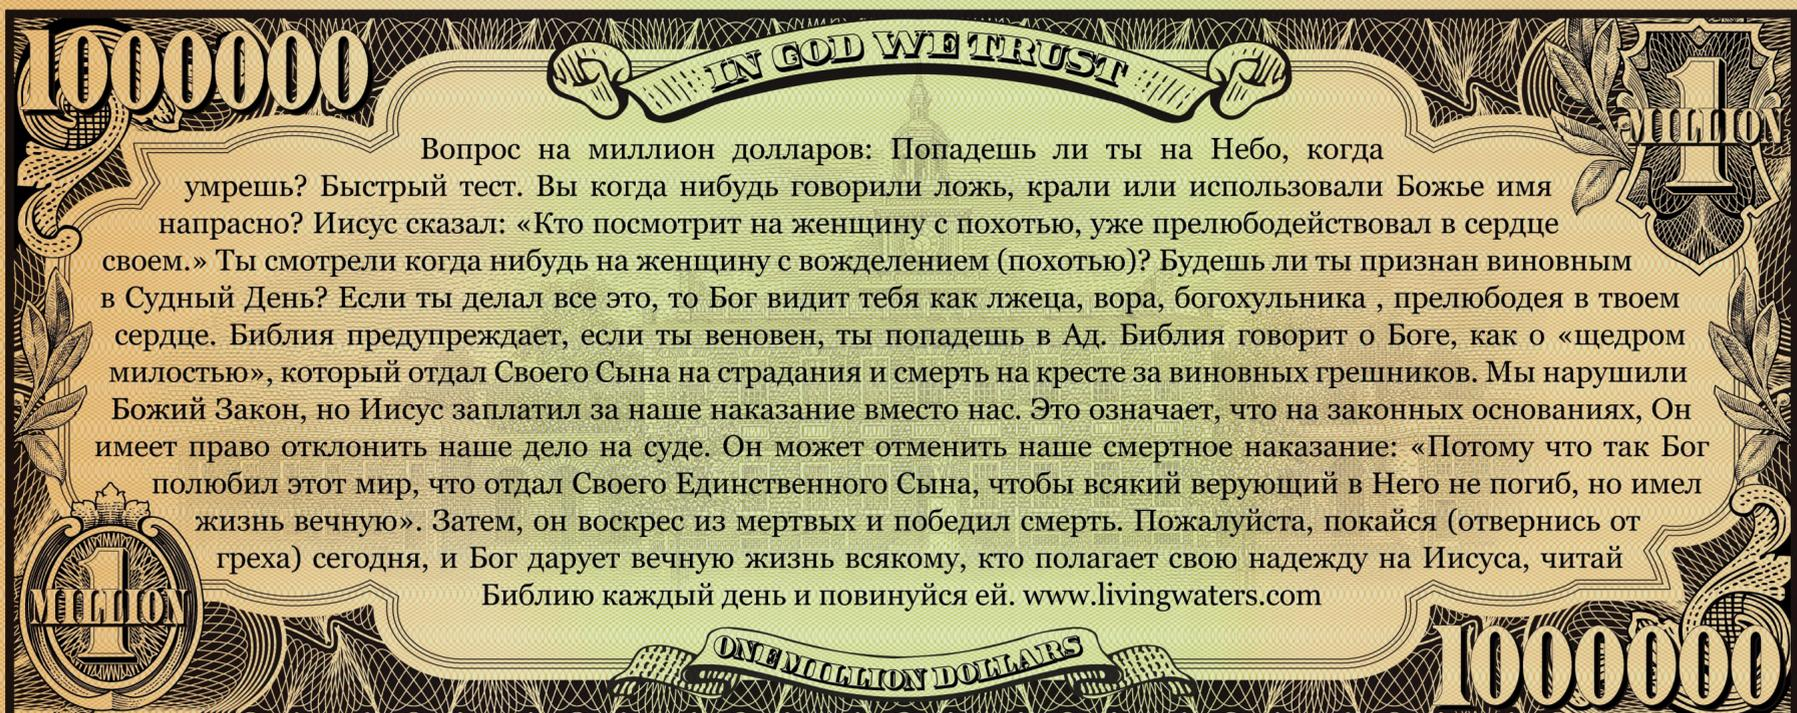 1000000
IN GOD WE TRUST
1 MILLION
Вопрос на миллион долларов: Попадешь ли ты на Небо, когда
умрешь? Быстрый тест. Вы когда нибудь говорили ложь, крали или использовали Божье имя
напрасно? Иисус сказал: «Кто посмотрит на женщину с похотью, уже прелюбодействовал в сердце
своем.» Ты смотрели когда нибудь на женщину с вожделением (похотью)? Будешь ли ты признан виновным
в Судный День? Если ты делал все это, то Бог видит тебя как лжеца, вора, богохульника , прелюбодея в твоем
сердце. Библия предупреждает, если ты веновен, ты попадешь в Ад. Библия говорит о Боге, как о «щедром
милостью», который отдал Своего Сына на страдания и смерть на кресте за виновных грешников. Мы нарушили
Божий Закон, но Иисус заплатил за наше наказание вместо нас. Это означает, что на законных основаниях, Он
имеет право отклонить наше дело на суде. Он может отменить наше смертное наказание: «Потому что так Бог
полюбил этот мир, что отдал Своего Единственного Сына, чтобы всякий верующий в Него не погиб, но имел
жизнь вечную». Затем, он воскрес из мертвых и победил смерть. Пожалуйста, покайся (отвернись от
греха) сегодня, и Бог дарует вечную жизнь всякому, кто полагает свою надежду на Иисуса, читай
Библию каждый день и повинуйся ей. www.livingwaters.com
1 MILLION
ONE MILLION DOLLARS
1000000